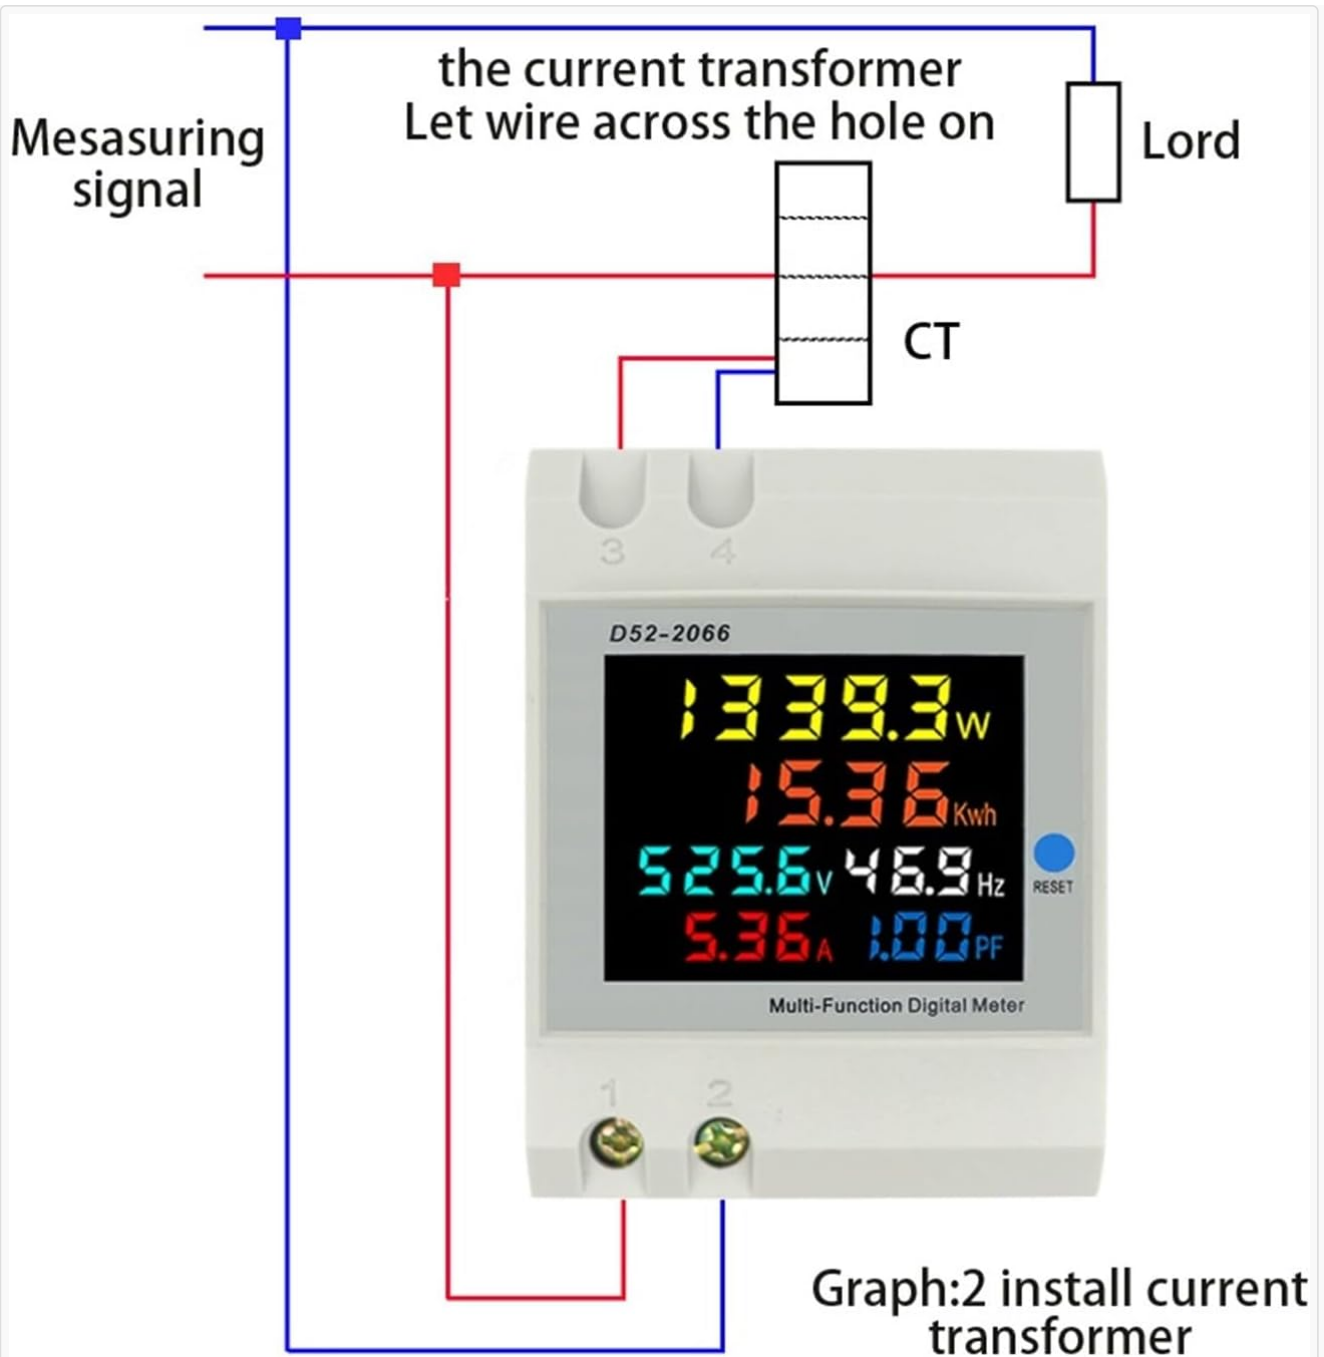 the current transformer
Let wire across the hole on
Mesasuring
signal
Lord
CT
3 4
D52-2066
1339.3W
15.36Kwh
525.6V 46.9Hz
5.36A 1.00PF
RESET
Multi-Function Digital Meter
1 2
Graph:2 install current
transformer